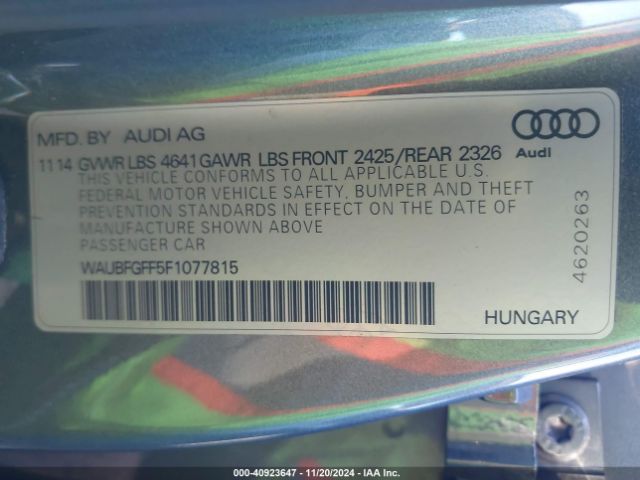 MFD. BY AUDI AG
Audi
11 14 GVWR LBS 4641 GAWR LBS FRONT 2425/REAR 2326
THIS VEHICLE CONFORMS TO ALL APPLICABLE U.S.
FEDERAL MOTOR VEHICLE SAFETY, BUMPER AND THEFT
PREVENTION STANDARDS IN EFFECT ON THE DATE OF
MANUFACTURE SHOWN ABOVE
PASSENGER CAR
WAUBFGFF5F1077815
4620263
HUNGARY
000-40923647 - 11/20/2024 - IAA Inc.